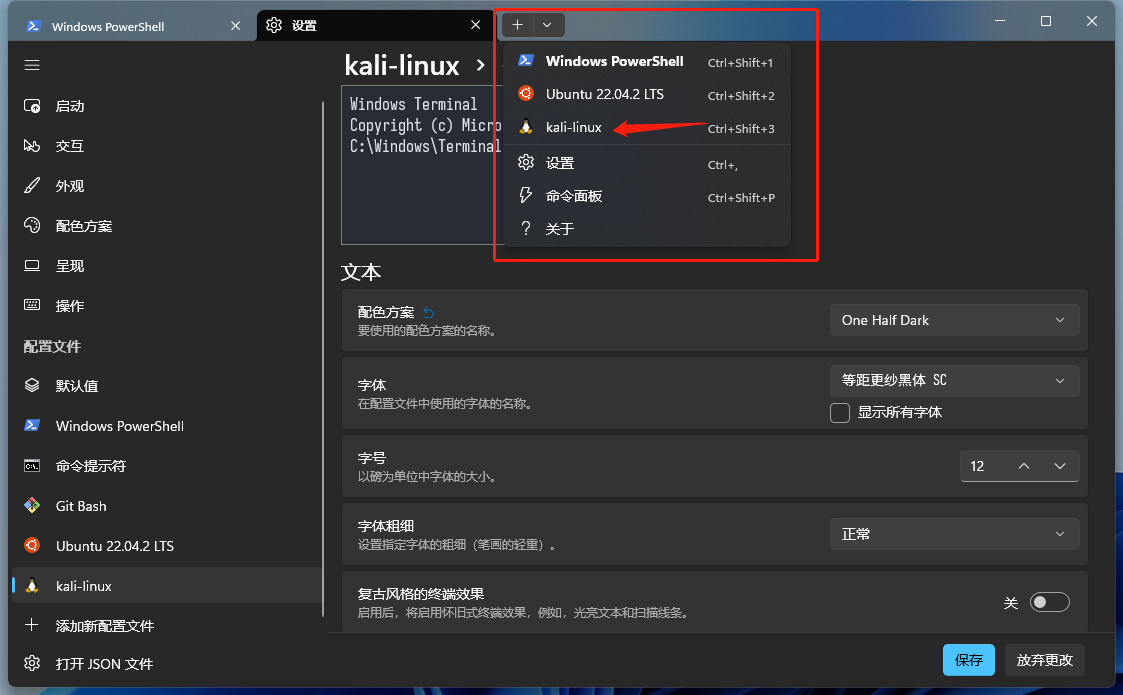 Windows PowerShell
设置
kali-linux
Windows Terminal
Copyright (c) Micro
C:\Windows\Terminal
Windows PowerShell Ctrl+Shift+1
Ubuntu 22.04.2 LTS Ctrl+Shift+2
kali-linux Ctrl+Shift+3
设置 Ctrl+,
命令面板 Ctrl+Shift+P
关于
启动
交互
外观
配色方案
呈现
操作
配置文件
默认值
Windows PowerShell
命令提示符
Git Bash
Ubuntu 22.04.2 LTS
kali-linux
添加新配置文件
打开 JSON 文件
文本
配色方案
要使用的配色方案的名称。
One Half Dark
字体
在配置文件中使用的字体的名称。
等距更纱黑体 SC
显示所有字体
字号
以磅为单位中字体的大小。
12
字体粗细
设置指定字体的粗细（笔画的轻重）。
正常
复古风格的终端效果
启用后，将启用怀旧式终端效果，例如，光亮文本和扫描线条。
关
保存
放弃更改